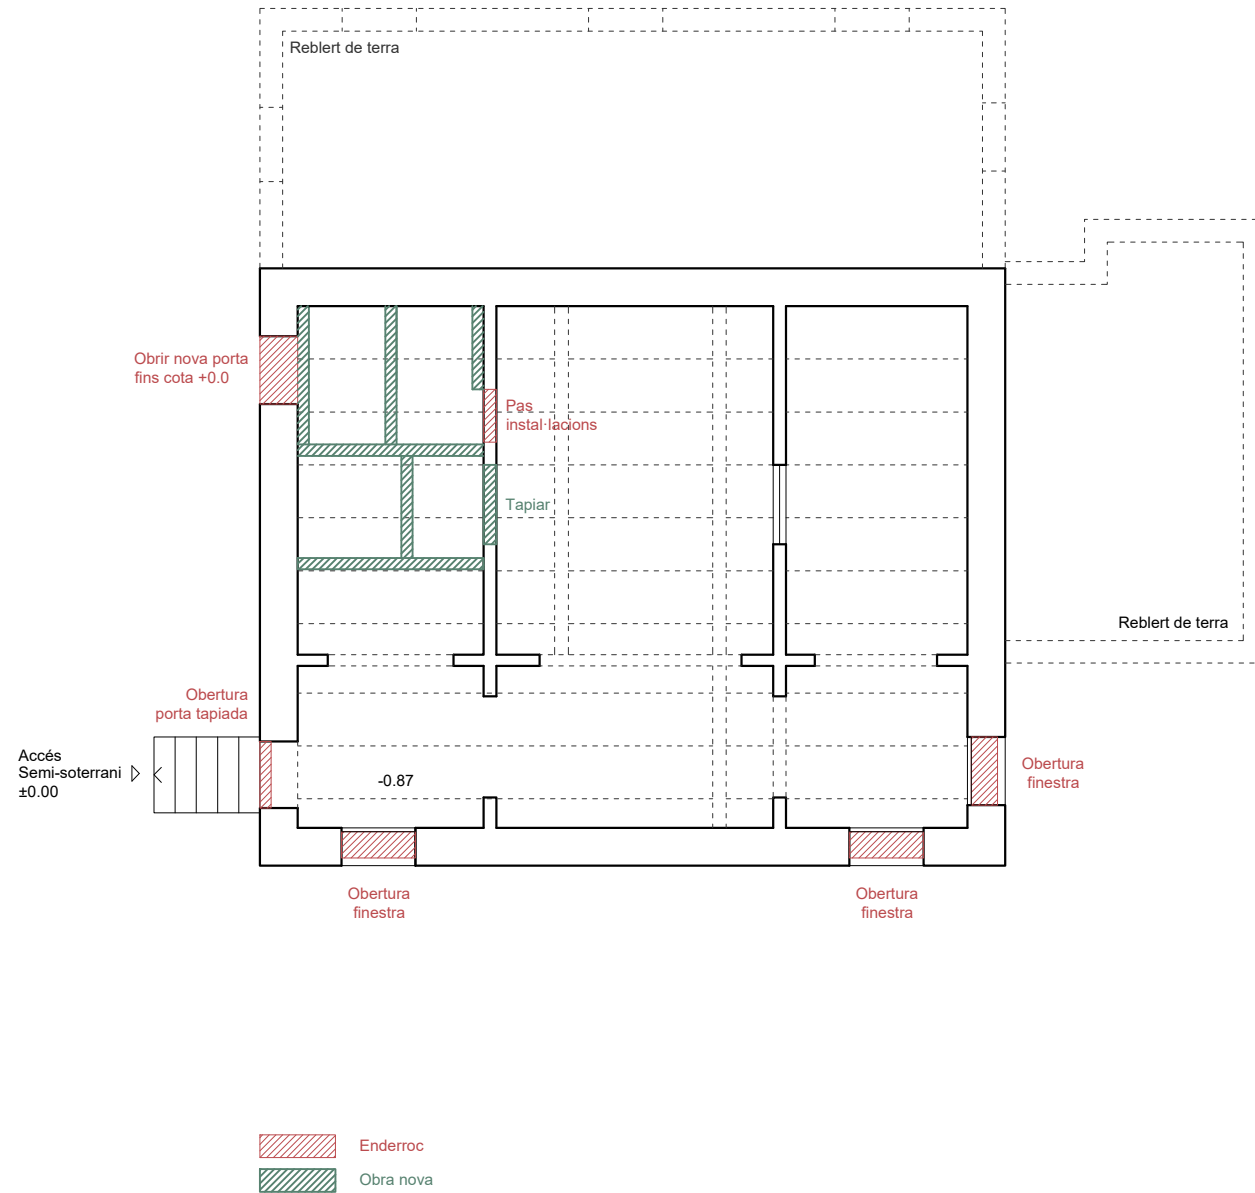 Reblert de terra
Obrir nova porta
fins cota +0.0
Pas
instal·lacions
Tapiar
Reblert de terra
Obertura
porta tapiada
Accés
Semi-soterrani
±0.00
-0.87
Obertura
finestra
Obertura
finestra
Obertura
finestra
Enderroc
Obra nova